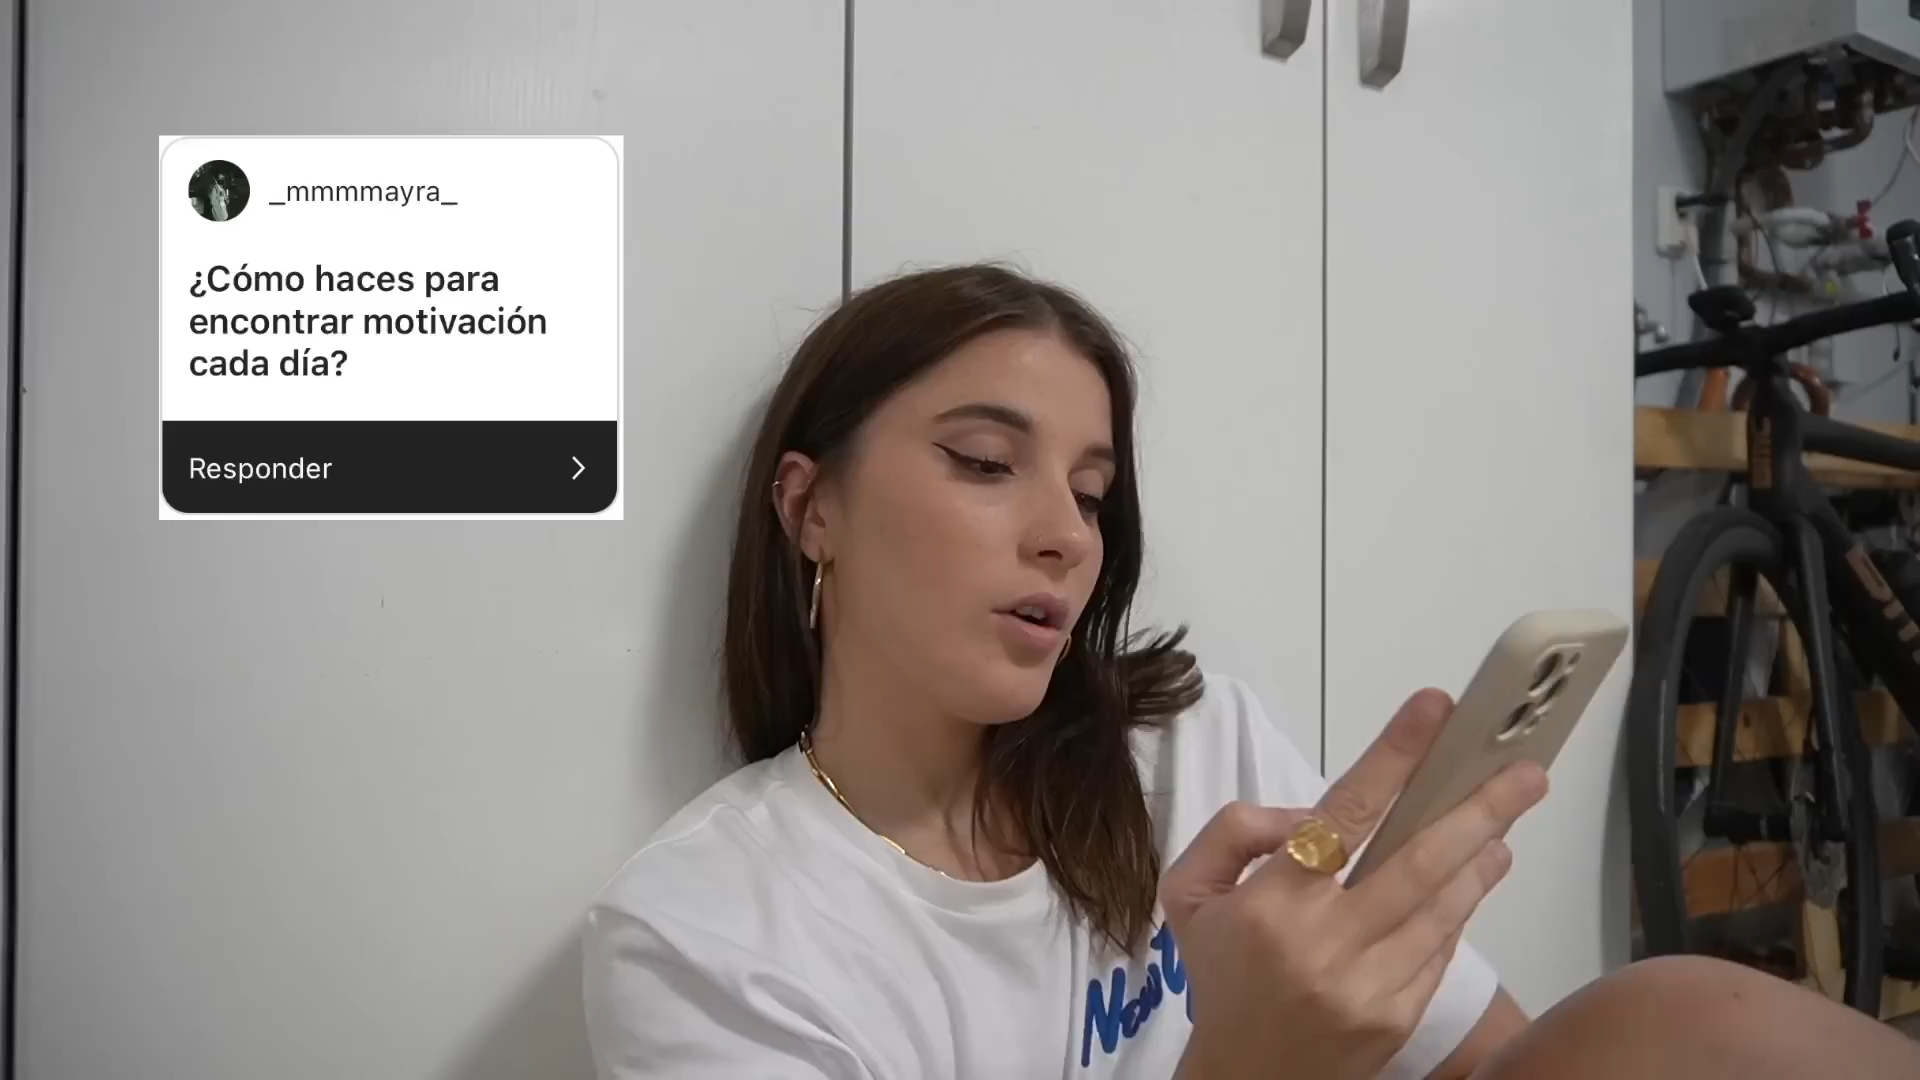 _mmmmayra_
¿Cómo haces para
encontrar motivación
cada día?
Responder